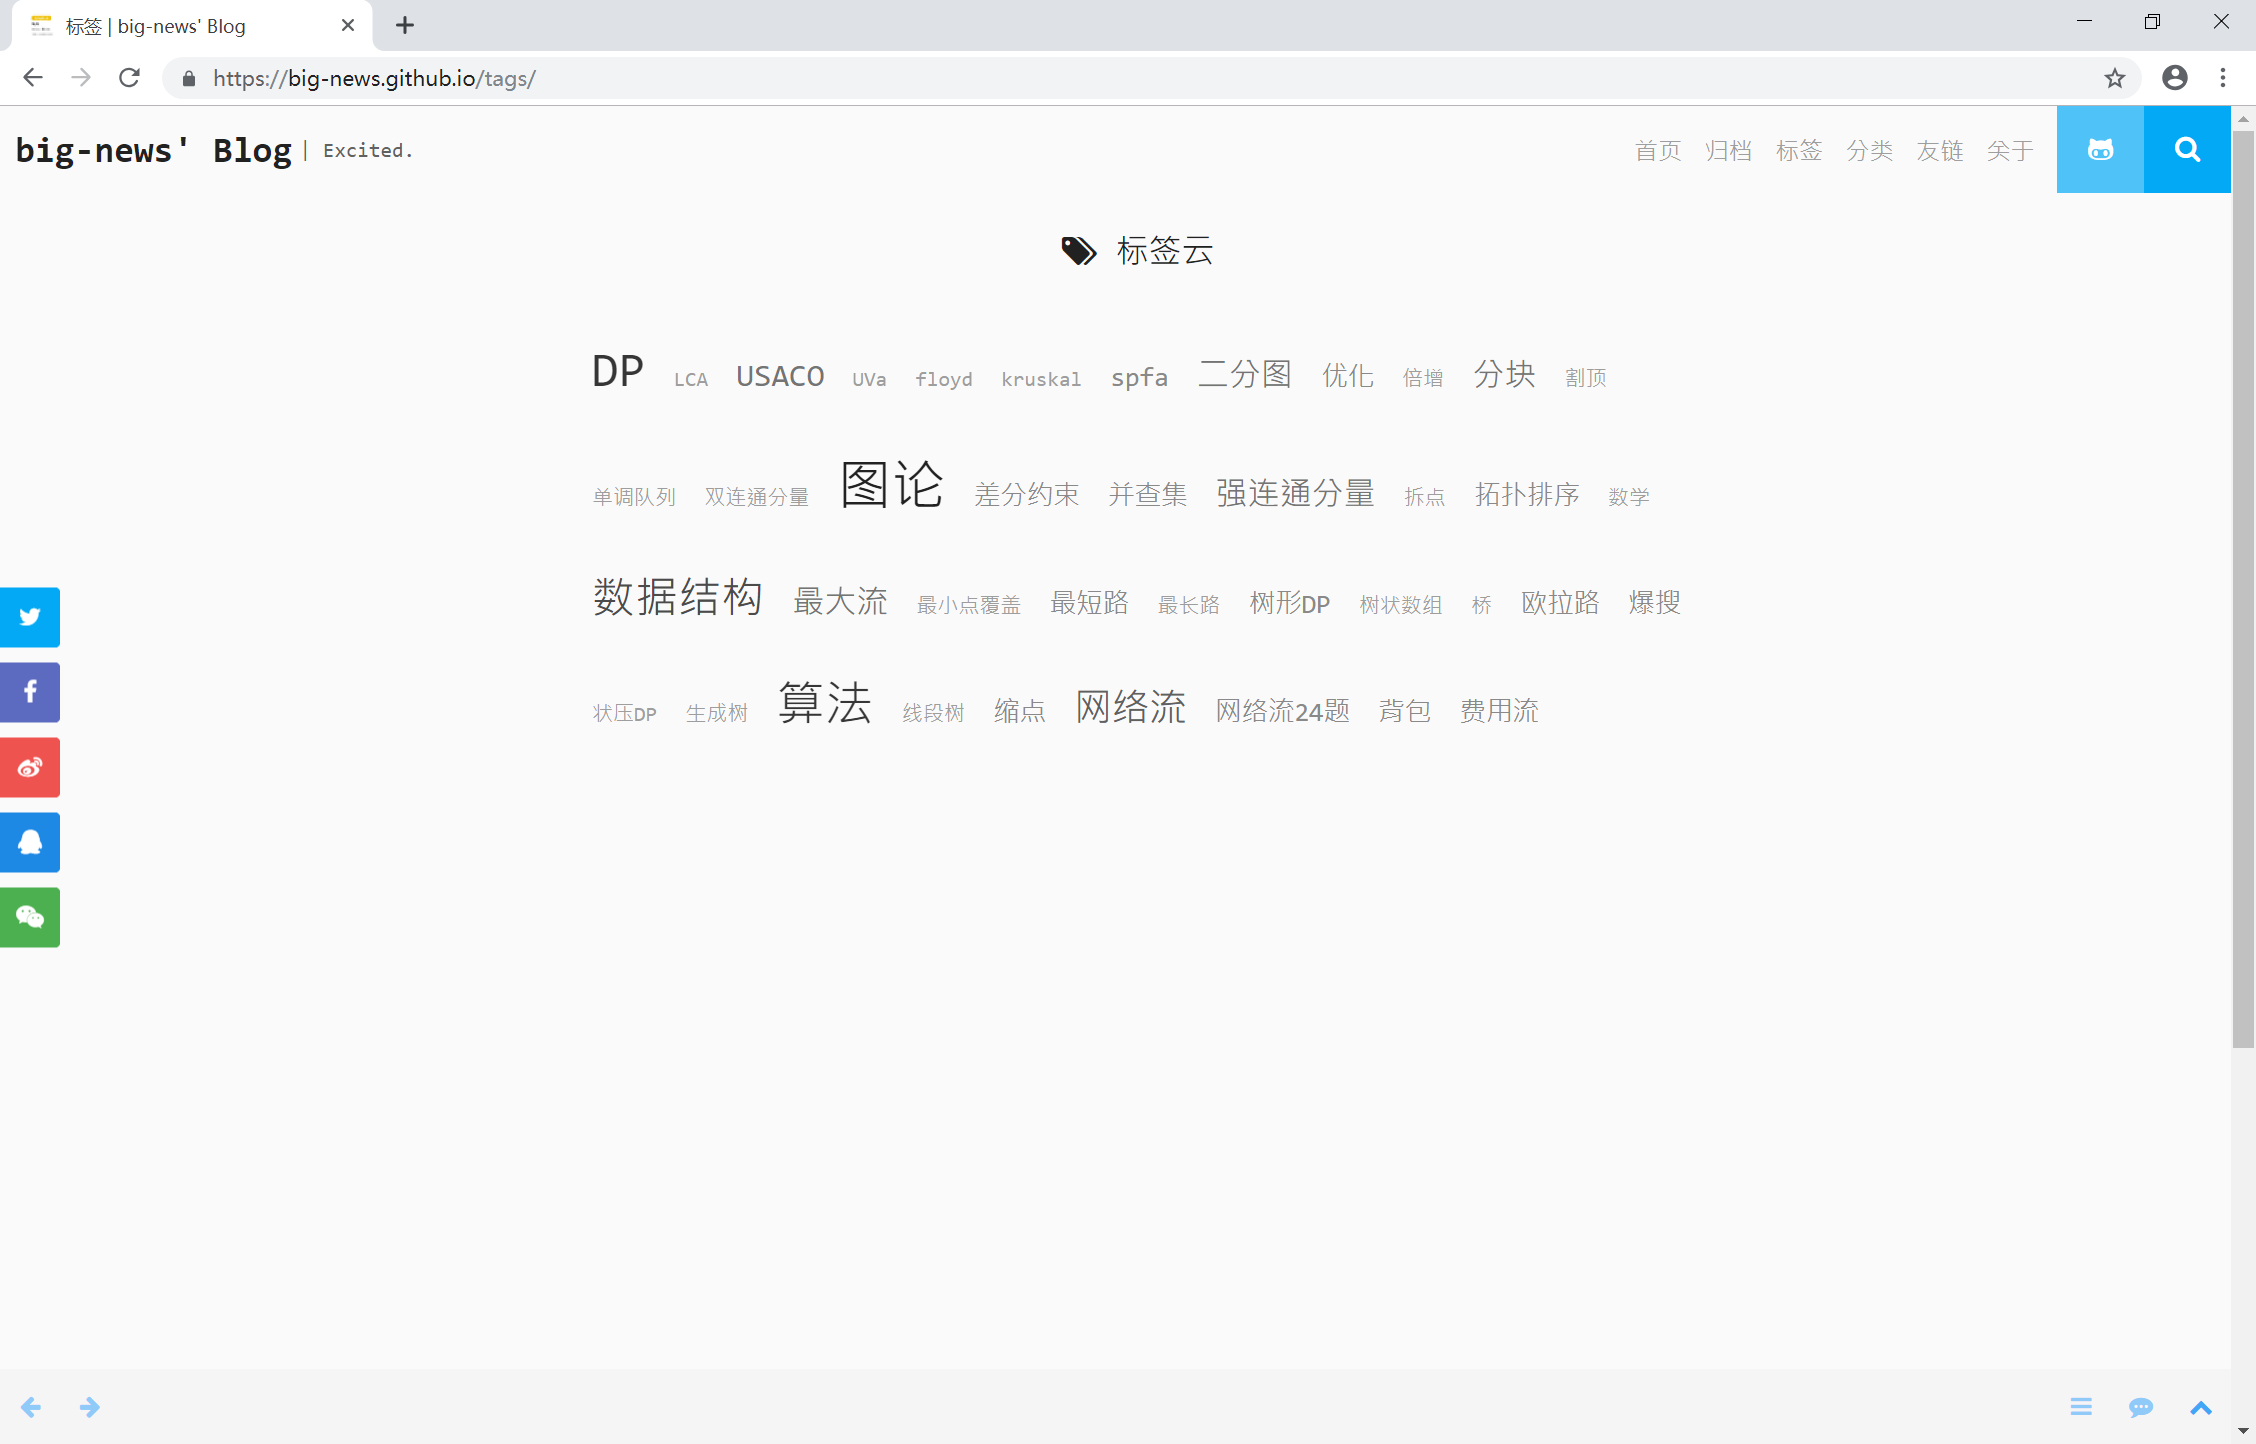 标签 | big-news' Blog
https://big-news.github.io/tags/
big-news' Blog | Excited.
首页 归档 标签 分类 友链 关于
标签云
DP LCA USACO UVa floyd kruskal spfa 二分图 优化 倍增 分块 割顶
单调队列 双连通分量 图论 差分约束 并查集 强连通分量 拆点 拓扑排序 数学
数据结构 最大流 最小点覆盖 最短路 最长路 树形DP 树状数组 桥 欧拉路 爆搜
状压DP 生成树 算法 线段树 缩点 网络流 网络流24题 背包 费用流